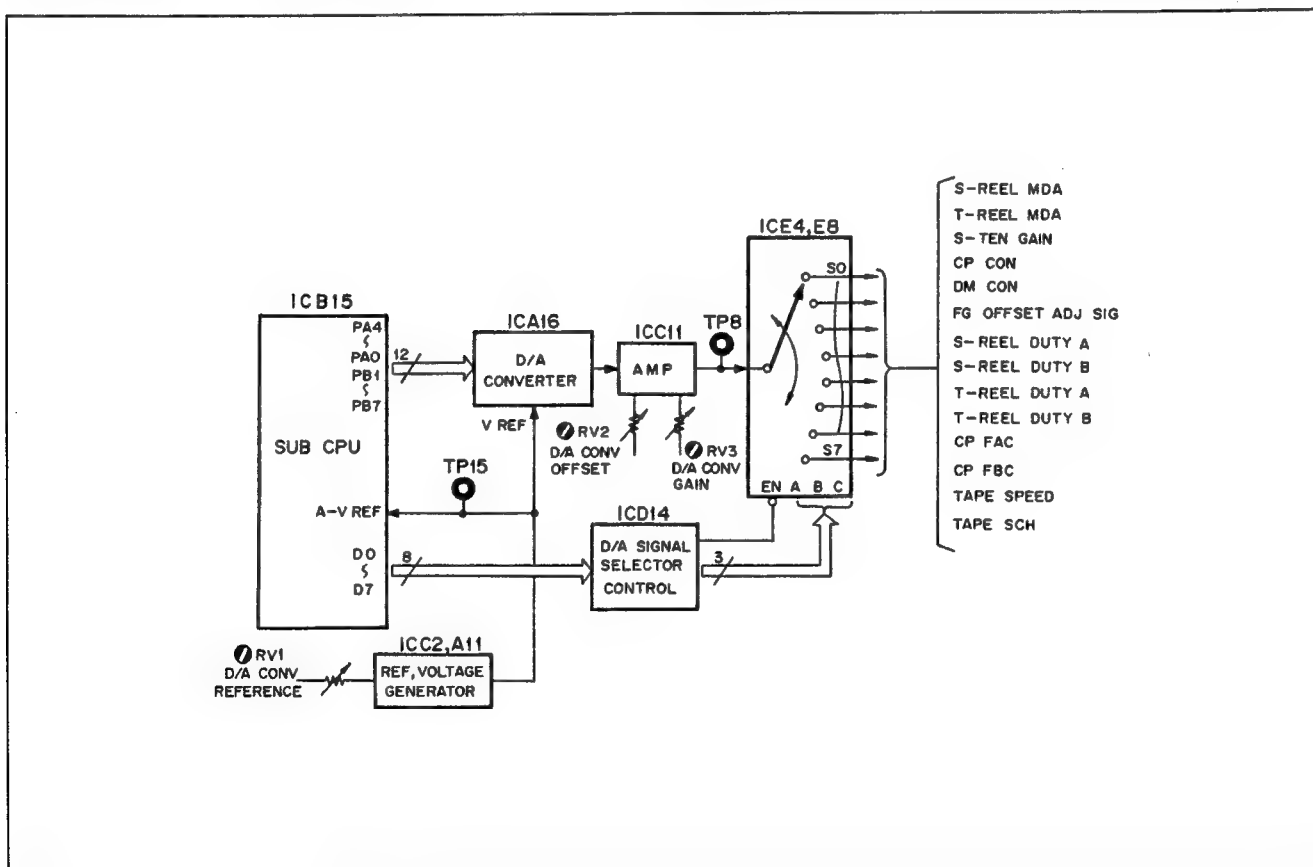 ICB15
PA4
PA0
PB1
PB7
SUB CPU
A-V REF
D0
D7
12
8
ICA16
D/A
CONVERTER
V REF
TP15
ICC11
AMP
RV2
D/A CONV
OFFSET
RV3
D/A CONV
GAIN
TP8
ICE4,E8
S0
S7
EN A B C
ICD14
D/A SIGNAL
SELECTOR
CONTROL
3
RV1
D/A CONV
REFERENCE
ICC2,A11
REF,VOLTAGE
GENERATOR
S-REEL MDA
T-REEL MDA
S-TEN GAIN
CP CON
DM CON
FG OFFSET ADJ SIG
S-REEL DUTY A
S-REEL DUTY B
T-REEL DUTY A
T-REEL DUTY B
CP FAC
CP FBC
TAPE SPEED
TAPE SCH